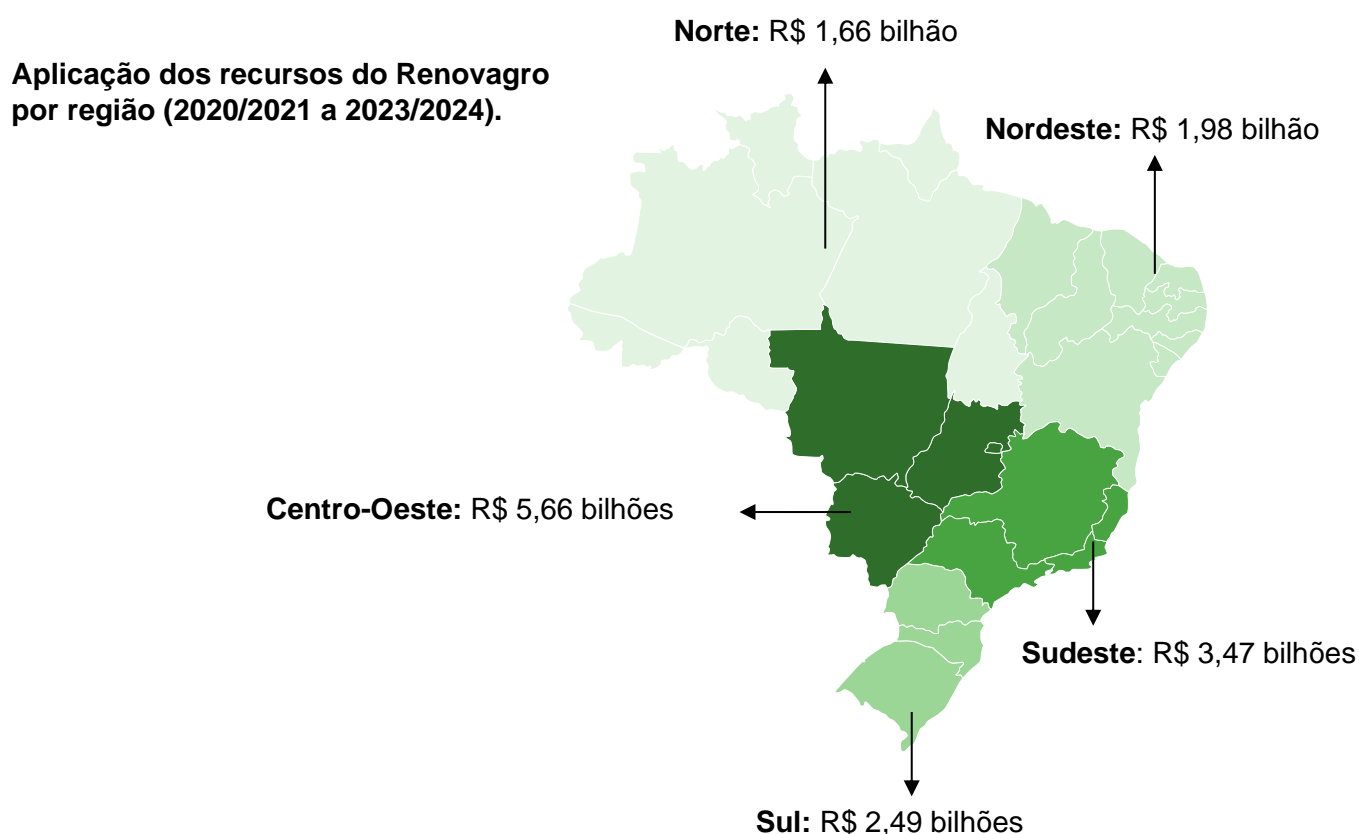 Aplicação dos recursos do Renovagro
por região (2020/2021 a 2023/2024).
Norte: R$ 1,66 bilhão
Nordeste: R$ 1,98 bilhão
Centro-Oeste: R$ 5,66 bilhões
Sudeste: R$ 3,47 bilhões
Sul: R$ 2,49 bilhões